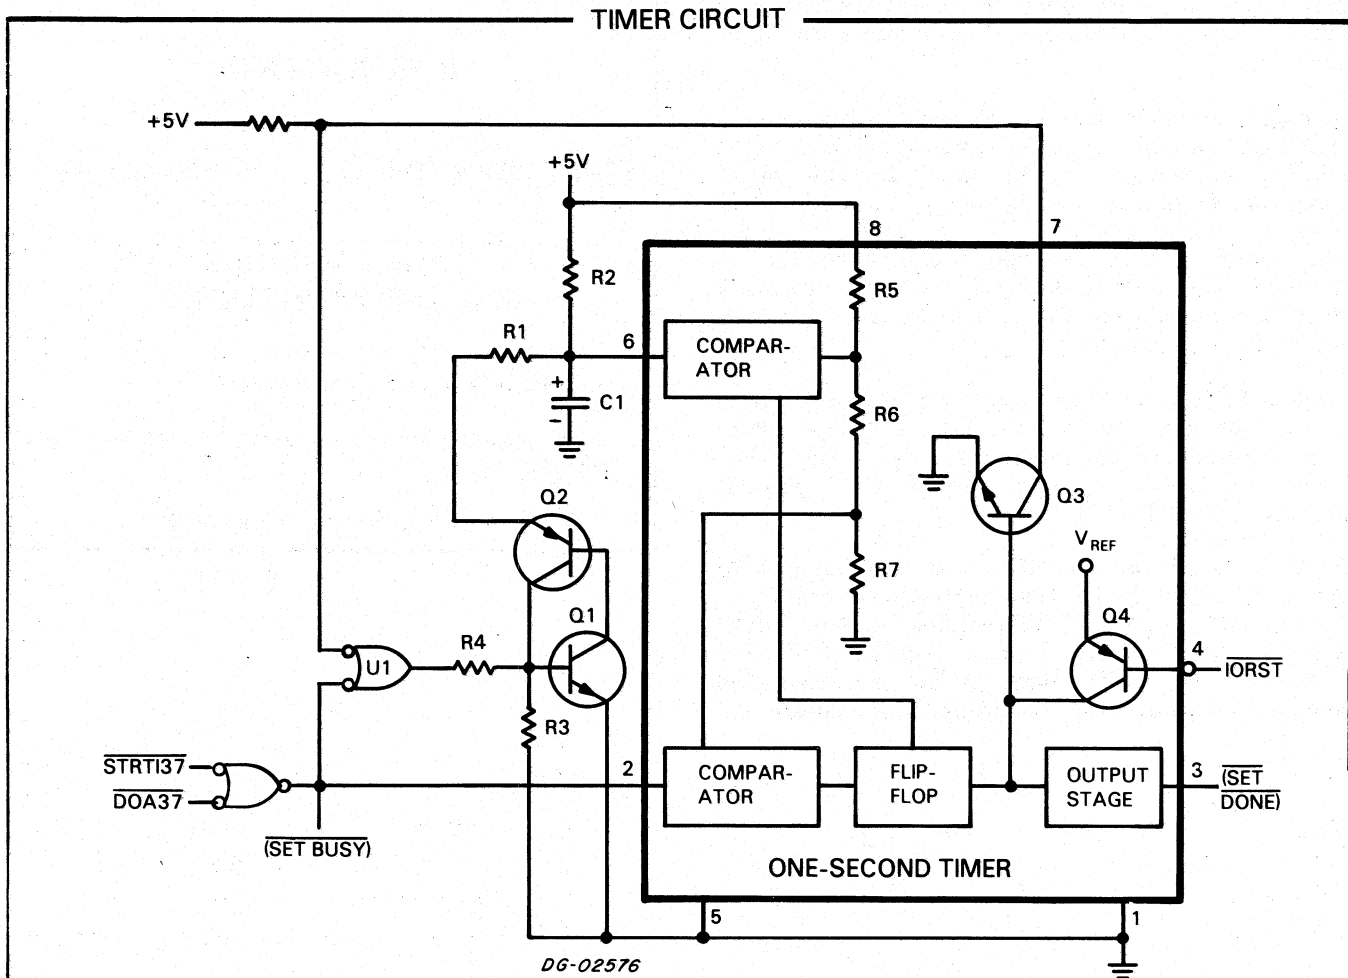 TIMER CIRCUIT
+5V
+5V
8
7
R2
R5
R1
6
COMPAR-
ATOR
+
C1
-
R6
Q2
Q3
VREF
R7
Q1
Q4
R4
U1
4
IORST
R3
STRTI37
DOA37
2
COMPAR-
ATOR
FLIP-
FLOP
OUTPUT
STAGE
3
(SET
DONE)
(SET BUSY)
ONE-SECOND TIMER
5
1
DG-02576